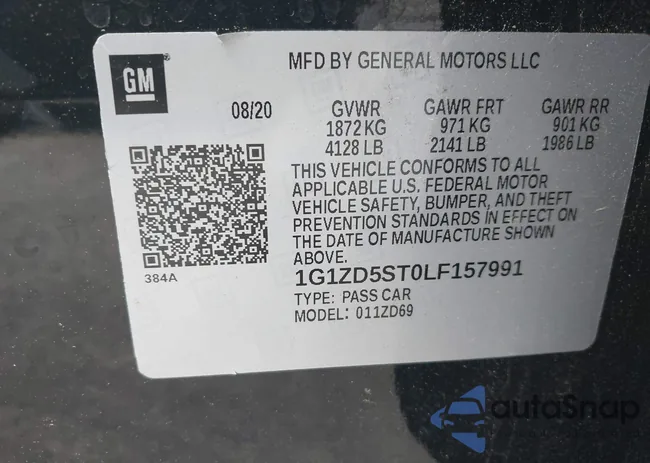 GM
MFD BY GENERAL MOTORS LLC
08/20
GVWR GAWR FRT GAWR RR
1872 KG 971 KG 901 KG
4128 LB 2141 LB 1986 LB
THIS VEHICLE CONFORMS TO ALL
APPLICABLE U.S. FEDERAL MOTOR
VEHICLE SAFETY, BUMPER, AND THEFT
PREVENTION STANDARDS IN EFFECT ON
THE DATE OF MANUFACTURE SHOWN
ABOVE.
384A
1G1ZD5ST0LF157991
TYPE: PASS CAR
MODEL: 011ZD69
autoSnap